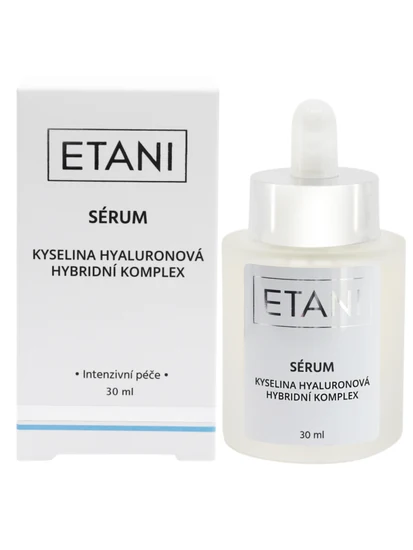 ETANI
SÉRUM
KYSELINA HYALURONOVÁ
HYBRIDNÍ KOMPLEX
• Intenzivní péče •
30 ml
ETANI
SÉRUM
KYSELINA HYALURONOVÁ
HYBRIDNÍ KOMPLEX
30 ml